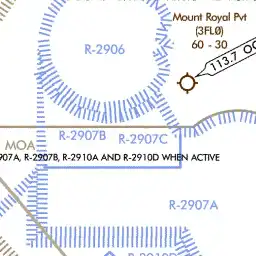 Mount Royal Pvt
(3FL0)
60 - 30
R-2906
113.7 OC
R-2907B
R-2907C
MOA
907A, R-2907B, R-2910A AND R-2910D WHEN ACTIVE
R-2907A